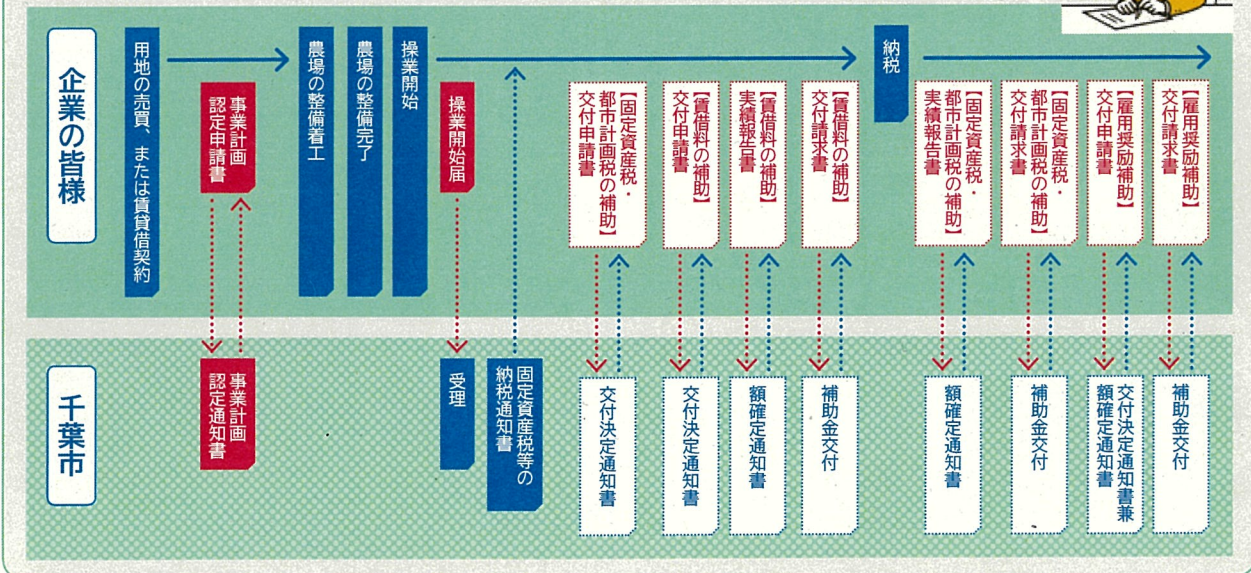 企業の皆様
用地の売買、または賃貸借契約
事業計画
認定申請書
農場の整備着工
農場の整備完了
操業開始
操業開始届
【固定資産税・
都市計画税の補助】
交付申請書
【賃借料の補助】
交付申請書
【賃借料の補助】
実績報告書
【賃借料の補助】
交付請求書
納税
【固定資産税・
都市計画税の補助】
実績報告書
【固定資産税・
都市計画税の補助】
交付請求書
【雇用奨励補助】
交付申請書
【雇用奨励補助】
交付請求書
千葉市
事業計画
認定通知書
受理
固定資産税等の
納税通知書
交付決定通知書
交付決定通知書
額確定通知書
補助金交付
額確定通知書
補助金交付
交付決定通知書兼
額確定通知書
補助金交付